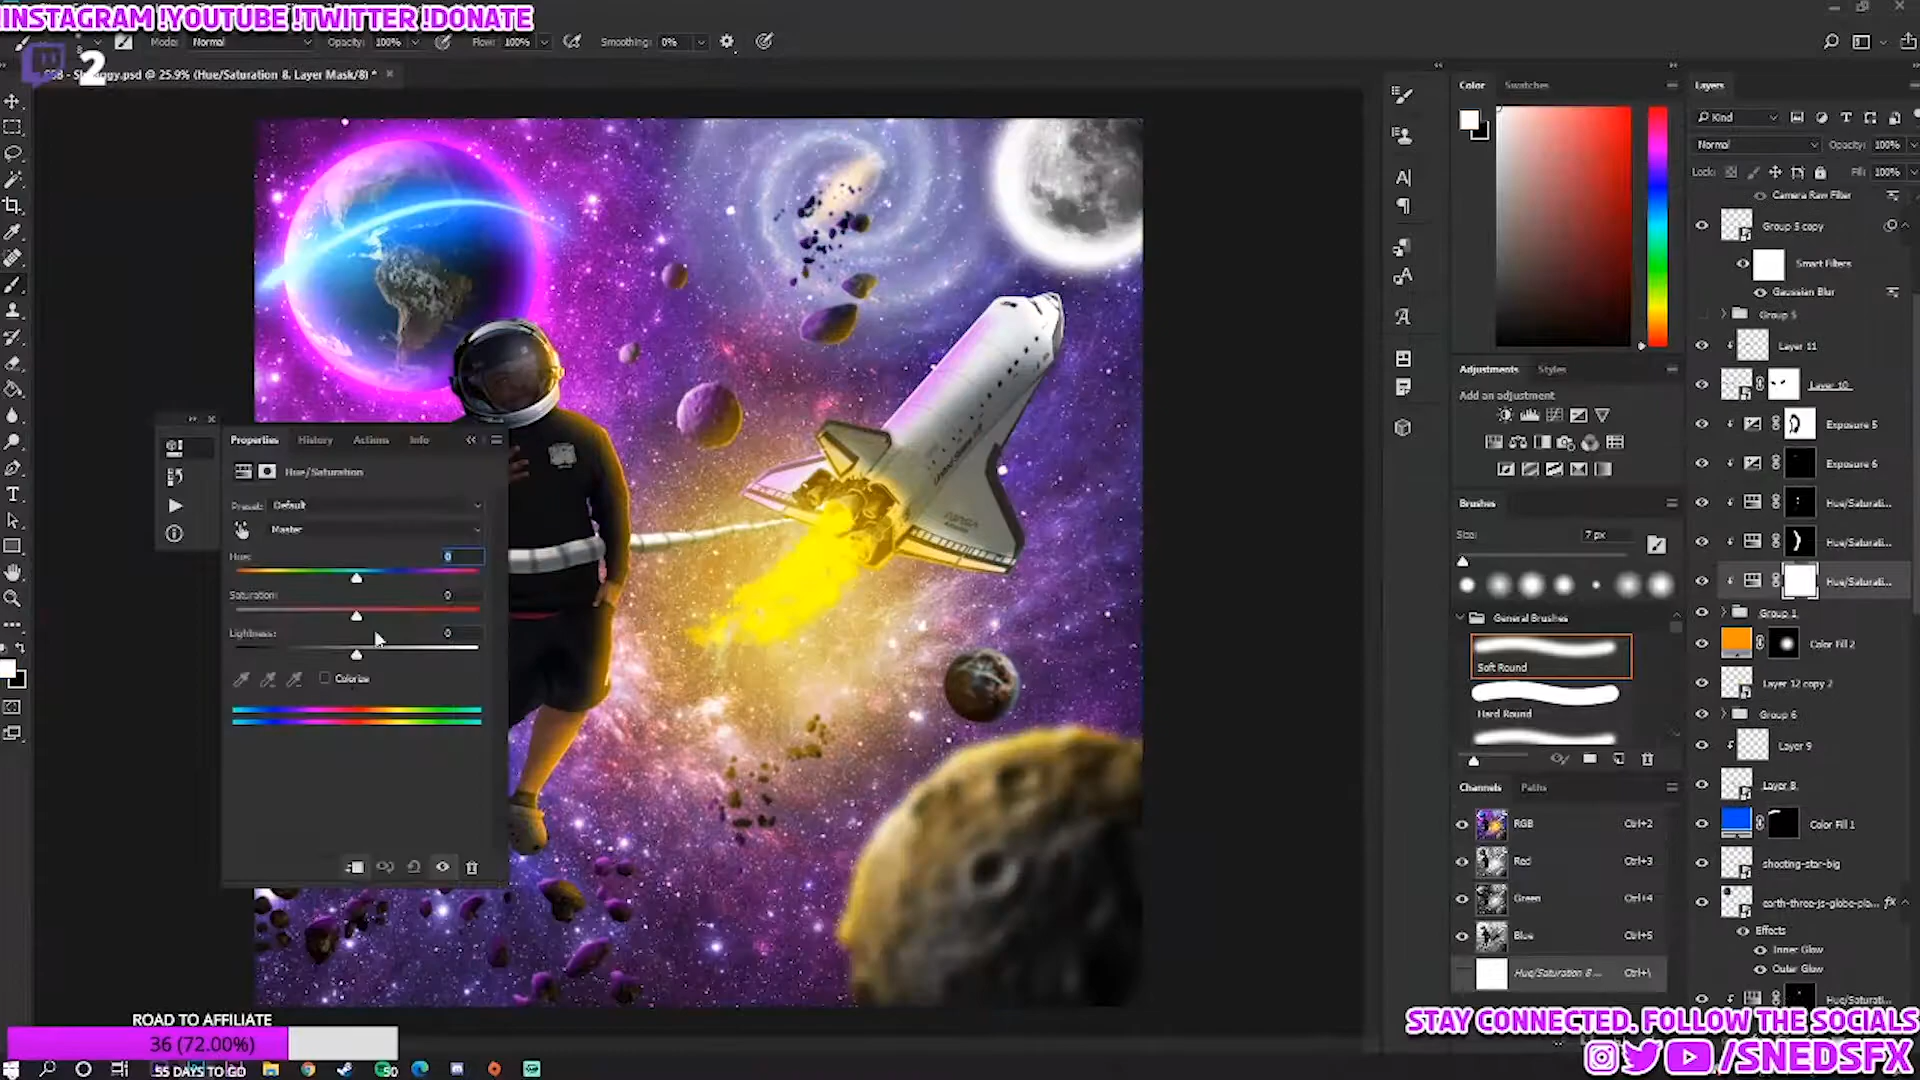 !INSTAGRAM !YOUTUBE !TWITTER !DONATE
Mode: Normal
Opacity: 100%
Flow: 100%
Smoothing: 0%
2
.psd @ 25.9% (Hue/Saturation 8, Layer Mask/8) *
Properties
History
Actions
Info
Hue/Saturation
Preset: Default
Master
Hue: 0
Saturation: 0
Lightness: 0
Colorize
Color
Swatches
Adjustments
Styles
Add an adjustment
Brushes
Size: 7 px
General Brushes
Soft Round
Hard Round
Channels
Paths
RGB Ctrl+2
Red Ctrl+3
Green Ctrl+4
Blue Ctrl+5
Hue/Saturation 8... Ctrl+\
Layers
Kind
Normal
Opacity: 100%
Lock:
Fill: 100%
Camera Raw Filter
Group 5 copy
Smart Filters
Gaussian Blur
Group 5
Layer 11
Layer 10
Exposure 5
Exposure 6
Hue/Saturati...
Hue/Saturati...
Hue/Saturati...
Group 1
Color Fill 2
Layer 12 copy 2
Group 6
Layer 9
Layer 8
Color Fill 1
shooting-star-big
earth-three-js-globe-pla... fx
Effects
Inner Glow
Outer Glow
Hue/Saturati...
ROAD TO AFFILIATE
36 (72.00%)
55 DAYS TO GO
50
STAY CONNECTED. FOLLOW THE SOCIALS
/SNEDSFX